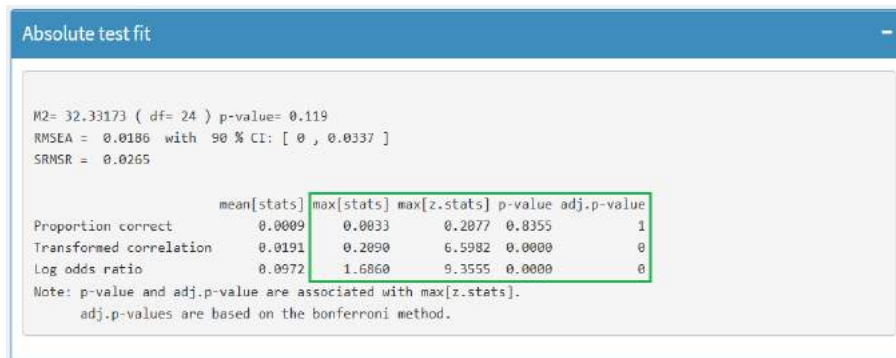 Absolute test fit
M2= 32.33173 ( df= 24 ) p-value= 0.119
RMSEA = 0.0186 with 90 % CI: [ 0 , 0.0337 ]
SRMSR = 0.0265
mean[stats] max[stats] max[z.stats] p-value adj.p-value
Proportion correct 0.0009 0.0033 0.2077 0.8355 1
Transformed correlation 0.0191 0.2090 6.5982 0.0000 0
Log odds ratio 0.0972 1.6860 9.3555 0.0000 0
Note: p-value and adj.p-value are associated with max[z.stats].
adj.p-values are based on the bonferroni method.